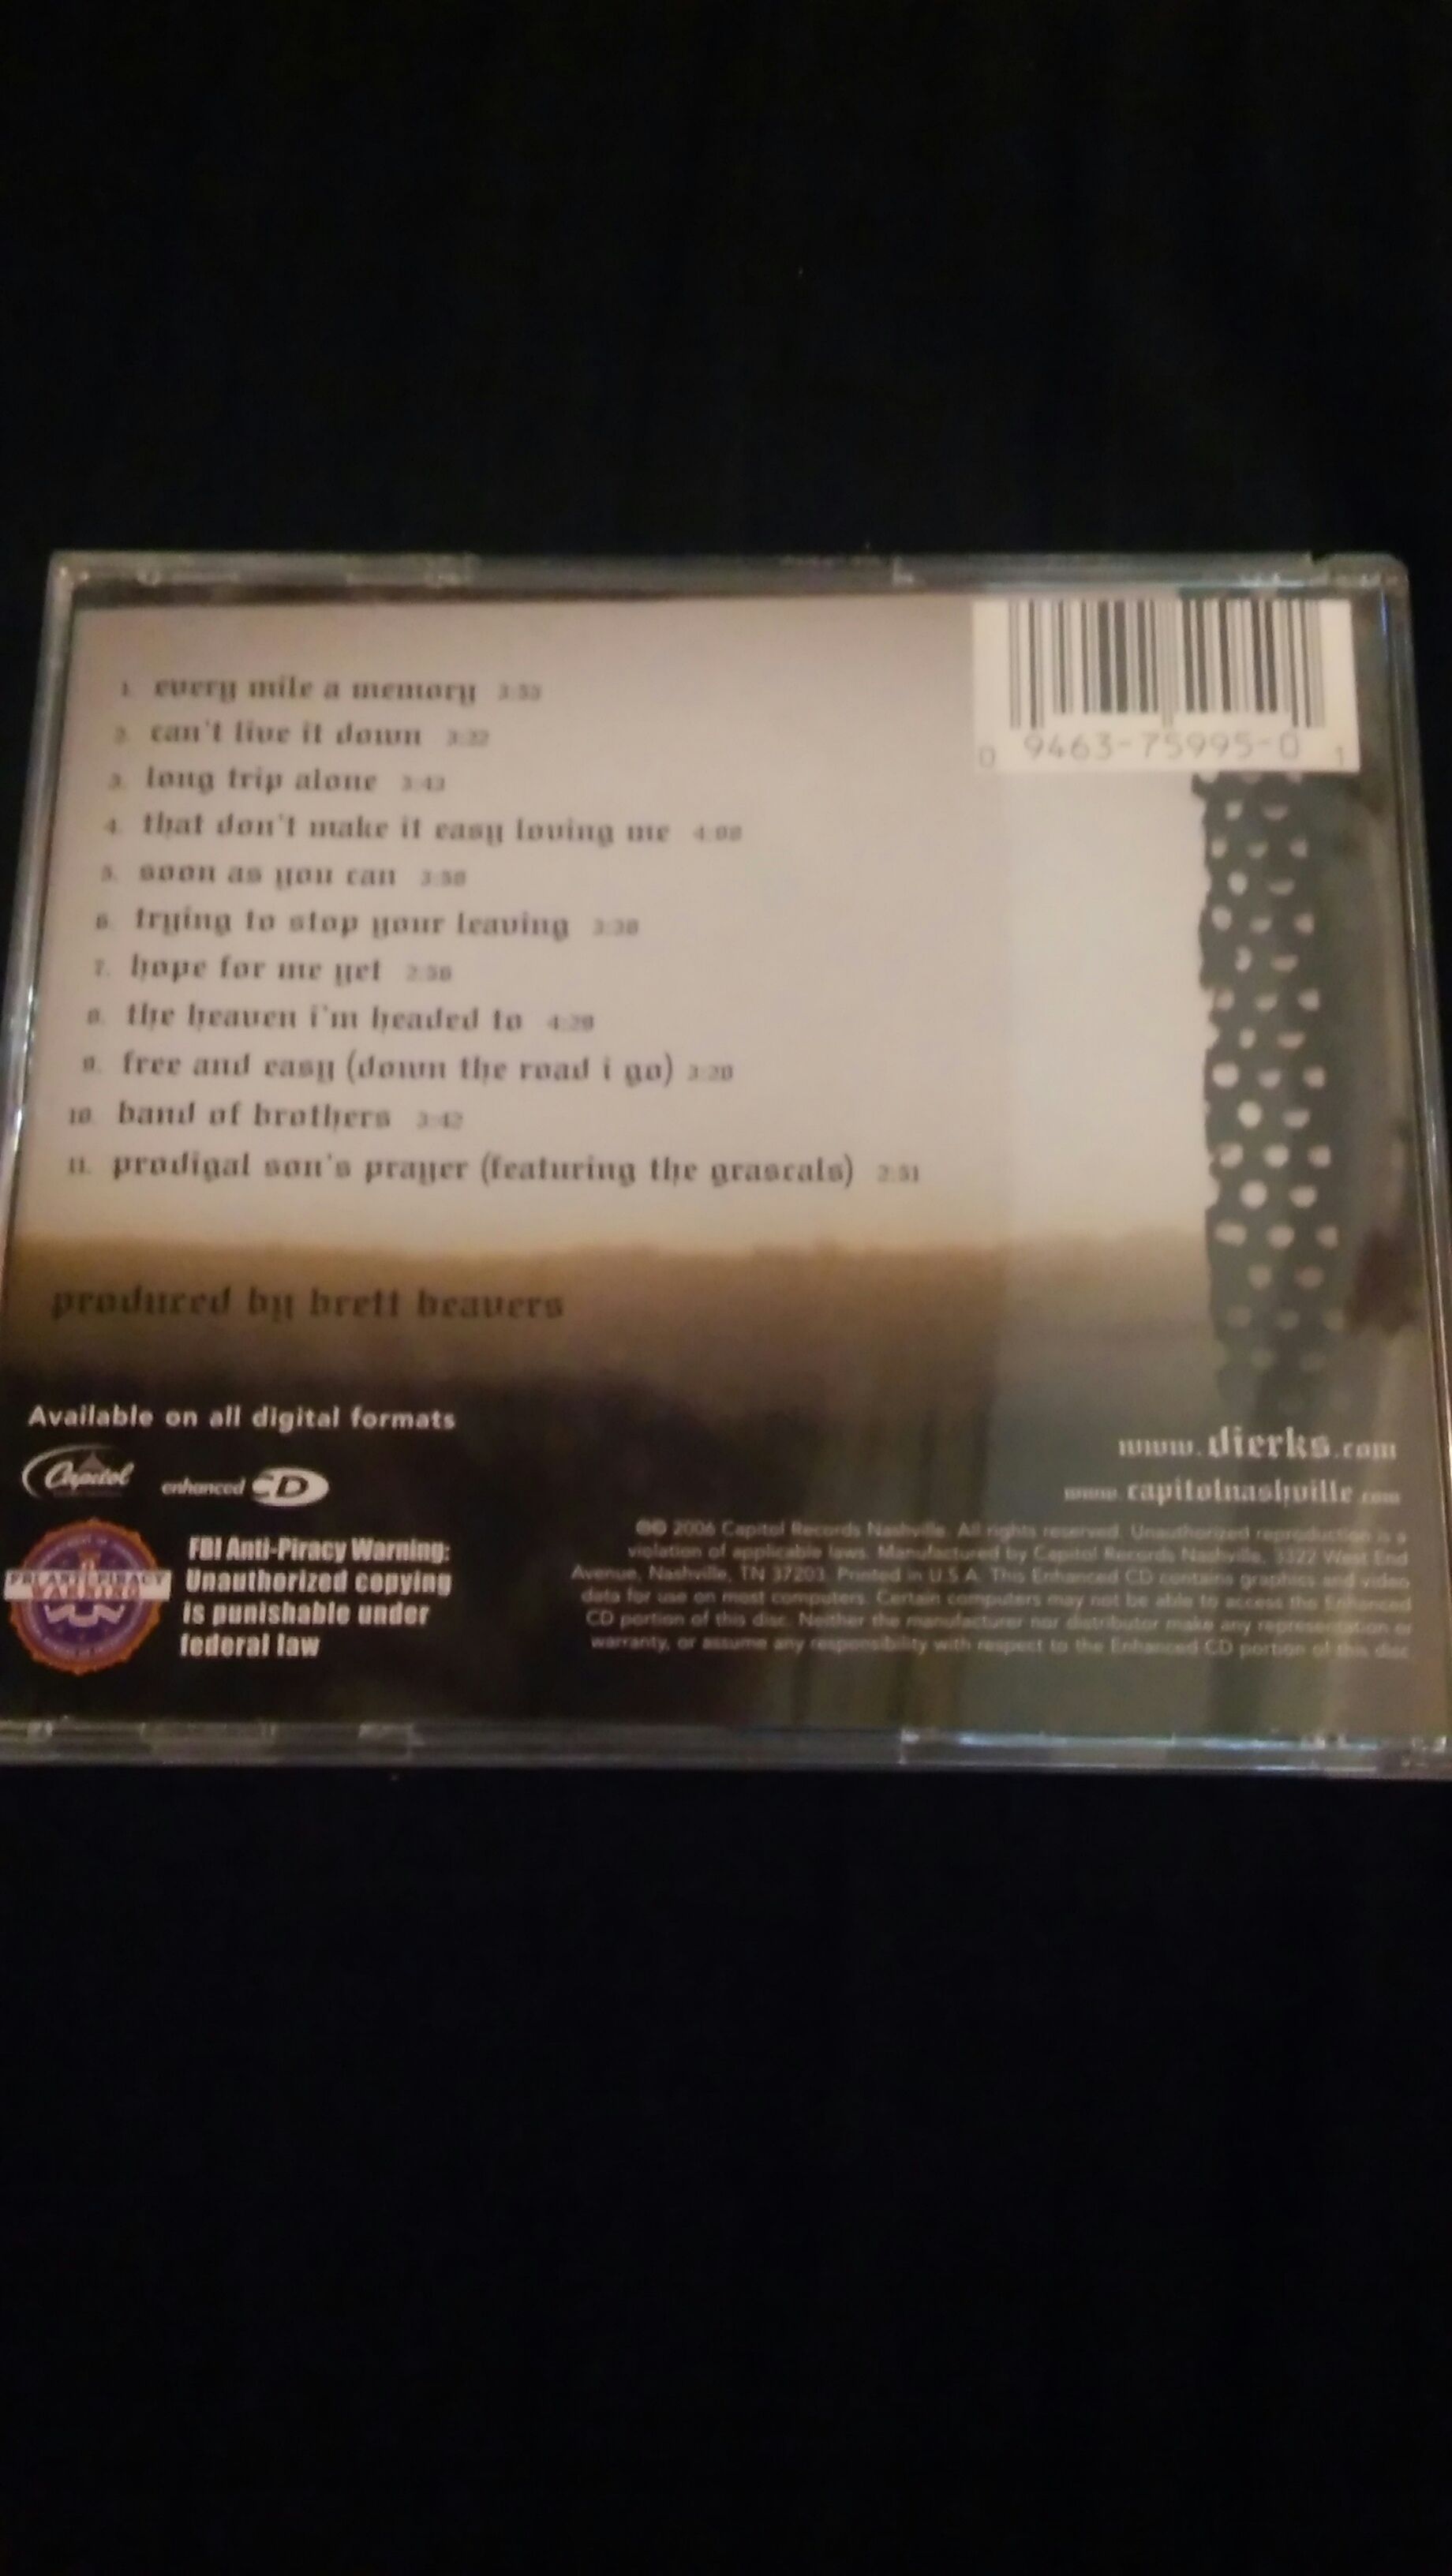 0 9463-75995-0 1
1. every mile a memory 3:53
2. can't live it down 3:22
3. long trip alone 3:43
4. that don't make it easy loving me 4:00
5. soon as you can 3:50
6. trying to stop your leaving 3:30
7. hope for me yet 2:50
8. the heaven i'm headed to 4:20
9. free and easy (down the road i go) 3:20
10. band of brothers 3:42
11. prodigal son's prayer (featuring the grascals) 2:51
produced by brett beavers
Available on all digital formats
Capitol enhanced CD
FBI ANTI-PIRACY
WARNING
FBI Anti-Piracy Warning:
Unauthorized copying
is punishable under
federal law
www.dierks.com
www.capitolnashville.com
℗© 2006 Capitol Records Nashville. All rights reserved. Unauthorized reproduction is a
violation of applicable laws. Manufactured by Capitol Records Nashville, 3322 West End
Avenue, Nashville, TN 37203. Printed in U.S.A. This Enhanced CD contains graphics and video
data for use on most computers. Certain computers may not be able to access the Enhanced
CD portion of this disc. Neither the manufacturer nor distributor make any representation or
warranty, or assume any responsibility with respect to the Enhanced CD portion of this disc.